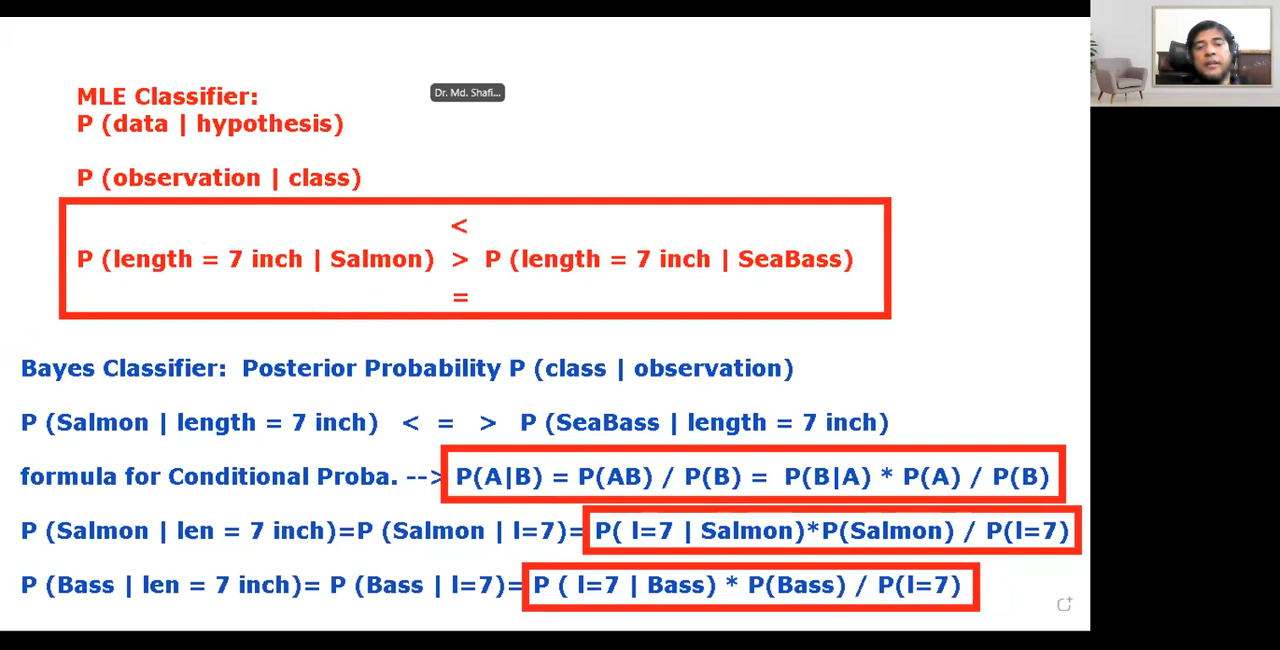 MLE Classifier:
Dr. Md. Shafi...
P (data | hypothesis)
P (observation | class)
<
P (length = 7 inch | Salmon) > P (length = 7 inch | SeaBass)
=
Bayes Classifier: Posterior Probability P (class | observation)
P (Salmon | length = 7 inch) < = > P (SeaBass | length = 7 inch)
formula for Conditional Proba. --> P(A|B) = P(AB) / P(B) = P(B|A) * P(A) / P(B)
P (Salmon | len = 7 inch)=P (Salmon | l=7)= P( l=7 | Salmon)*P(Salmon) / P(l=7)
P (Bass | len = 7 inch)= P (Bass | l=7)= P ( l=7 | Bass) * P(Bass) / P(l=7)